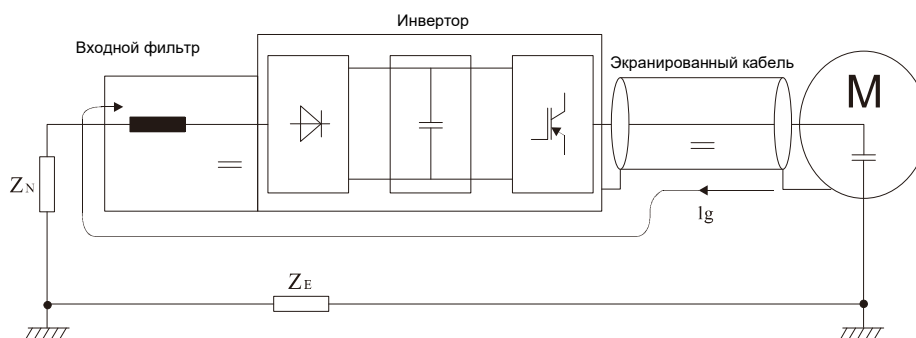 Инвертор
Входной фильтр
Экранированный кабель
M
ZN
Ig
ZE